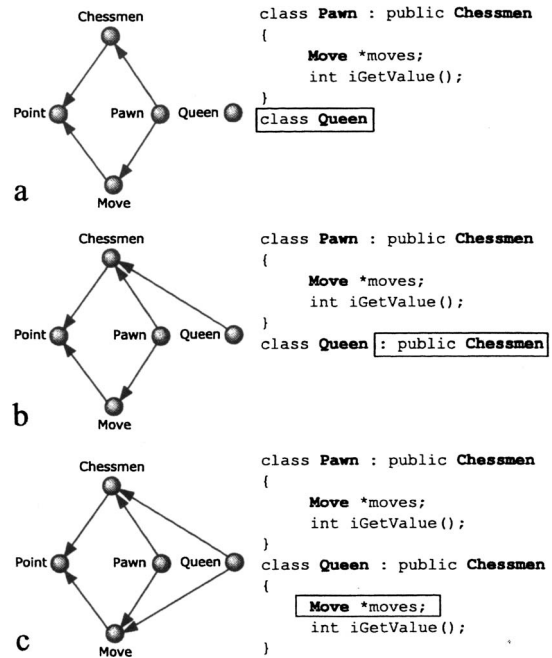 Chessmen
Point
Pawn
Queen
Move
a
class Pawn : public Chessmen
{
Move *moves;
int iGetValue();
}
class Queen
Chessmen
Point
Pawn
Queen
Move
b
class Pawn : public Chessmen
{
Move *moves;
int iGetValue();
}
class Queen : public Chessmen
Chessmen
Point
Pawn
Queen
Move
c
class Pawn : public Chessmen
{
Move *moves;
int iGetValue();
}
class Queen : public Chessmen
{
Move *moves;
int iGetValue();
}